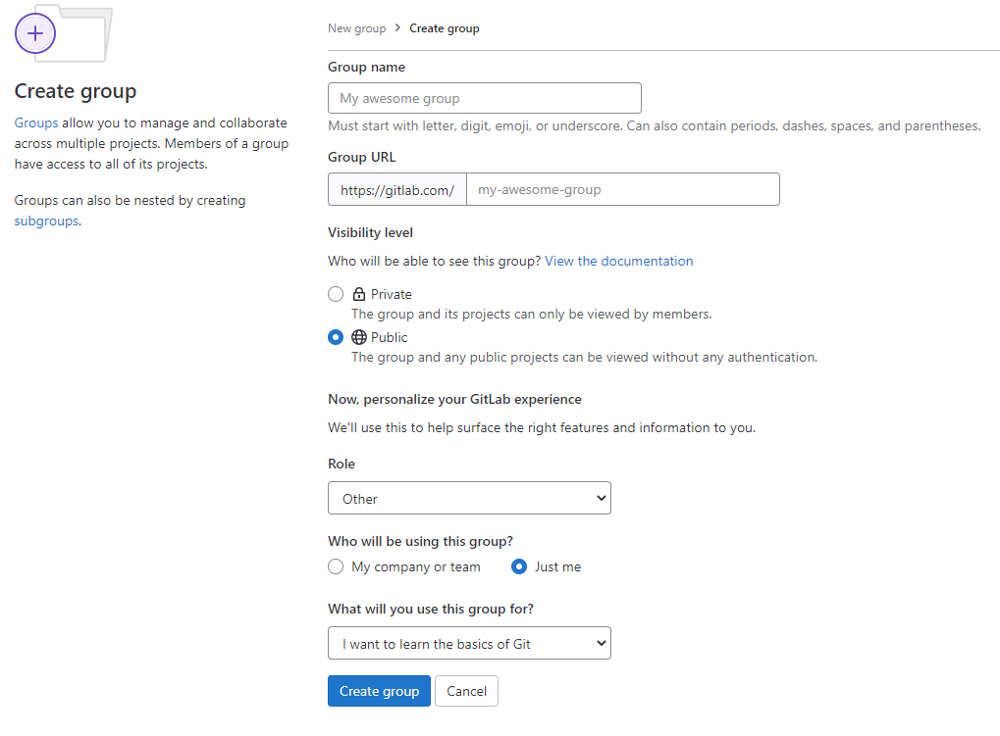 Create group
Groups allow you to manage and collaborate
across multiple projects. Members of a group
have access to all of its projects.
Groups can also be nested by creating
subgroups.
New group > Create group
Group name
My awesome group
Must start with letter, digit, emoji, or underscore. Can also contain periods, dashes, spaces, and parentheses.
Group URL
https://gitlab.com/ my-awesome-group
Visibility level
Who will be able to see this group? View the documentation
Private
The group and its projects can only be viewed by members.
Public
The group and any public projects can be viewed without any authentication.
Now, personalize your GitLab experience
We'll use this to help surface the right features and information to you.
Role
Other
Who will be using this group?
My company or team Just me
What will you use this group for?
I want to learn the basics of Git
Create group Cancel